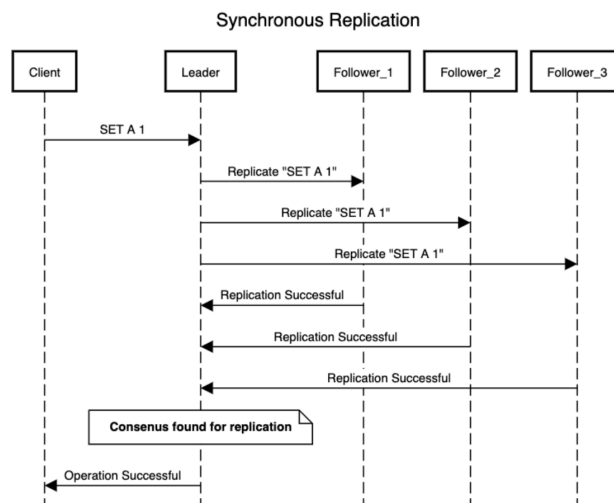 Synchronous Replication
Client
Leader
Follower_1
Follower_2
Follower_3
SET A 1
Replicate "SET A 1"
Replicate "SET A 1"
Replicate "SET A 1"
Replication Successful
Replication Successful
Replication Successful
Consenus found for replication
Operation Successful